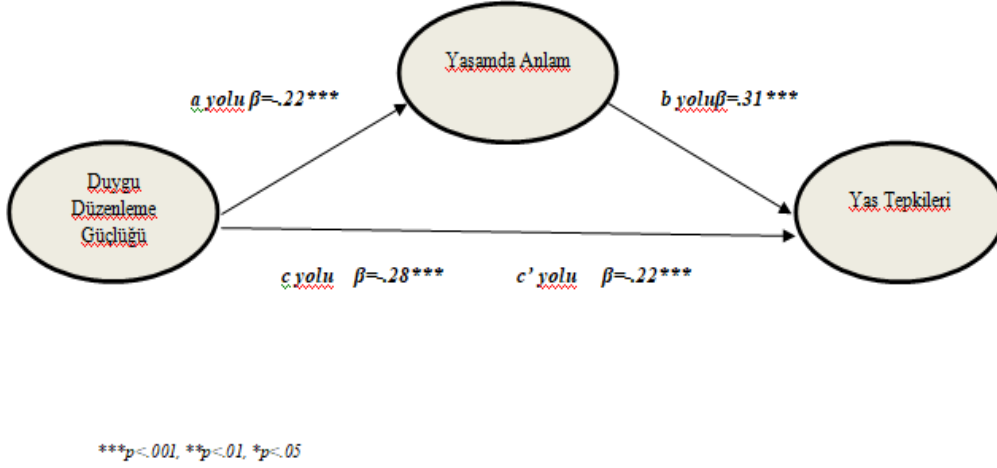 Yaşamda Anlam
a yolu β=-.22***
b yoluβ=.31***
Duygu
Düzenleme
Güçlüğü
Yas Tepkileri
c yolu β=-.28***
c' yolu β=-.22***
***p<.001, **p<.01, *p<.05